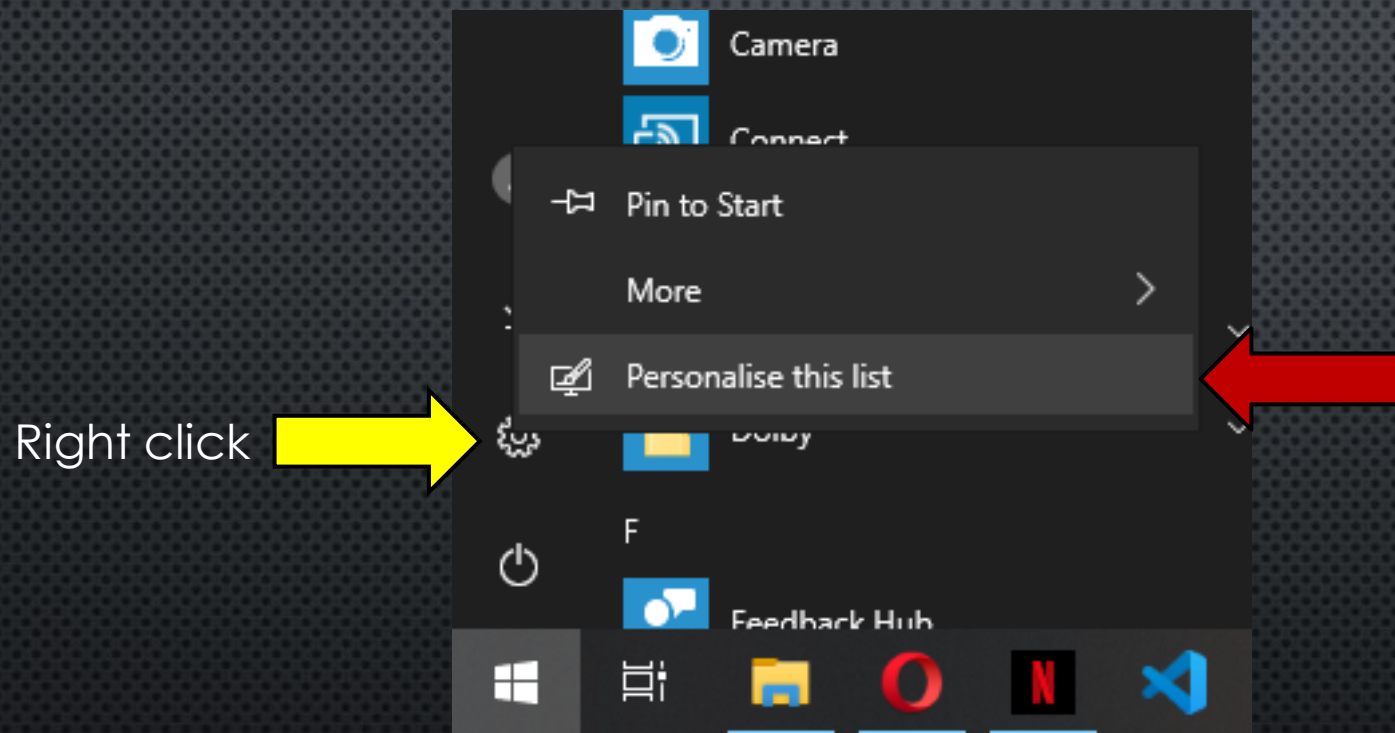 Camera
Connect
Pin to Start
More
Personalise this list
Right click
Dolby
F
Feedback Hub
N